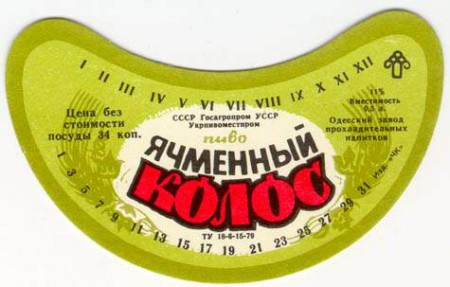 I II III IV V VI VII VIII IX X XI XII
Цена без
стоимости
посуды 34 коп.
СССР Госагропром УССР
Укрпивоместпром
пиво
ЯЧМЕННЫЙ
КОЛОС
ТУ 18-6-15-79
11%
Вместимость
0,5 л.
Одесский завод
прохладительных
напитков
1 3 5 7 9 11 13 15 17 19 21 23 25 27 29 31